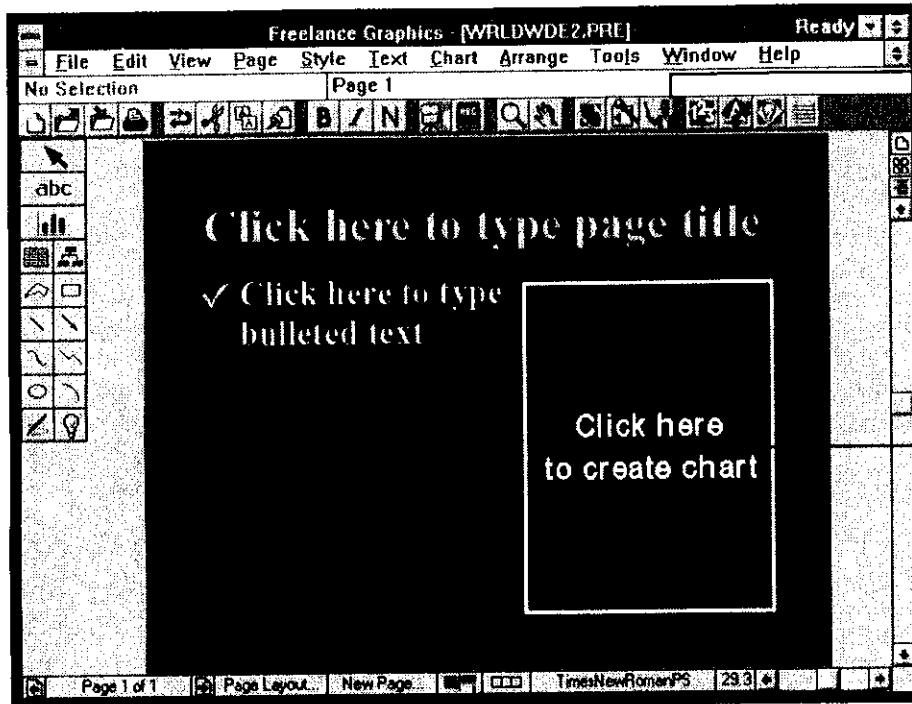 Freelance Graphics - [WRLDWDE2.PRE]
Ready
File Edit View Page Style Text Chart Arrange Tools Window Help
No Selection
Page 1
B I N
abc
Click here to type page title
✓ Click here to type
bulleted text
Click here
to create chart
Page 1 of 1
Page Layout...
New Page...
TimesNewRomanPS
29.3